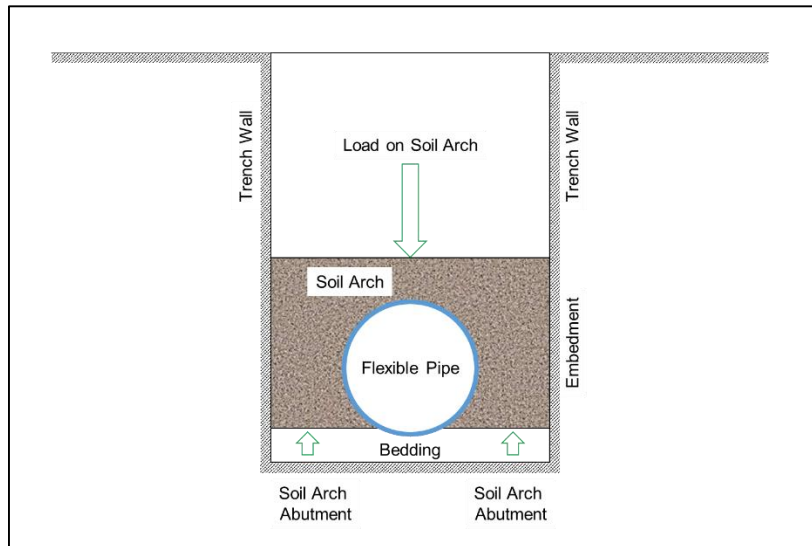 Trench Wall
Load on Soil Arch
Trench Wall
Soil Arch
Flexible Pipe
Embedment
Bedding
Soil Arch
Abutment
Soil Arch
Abutment